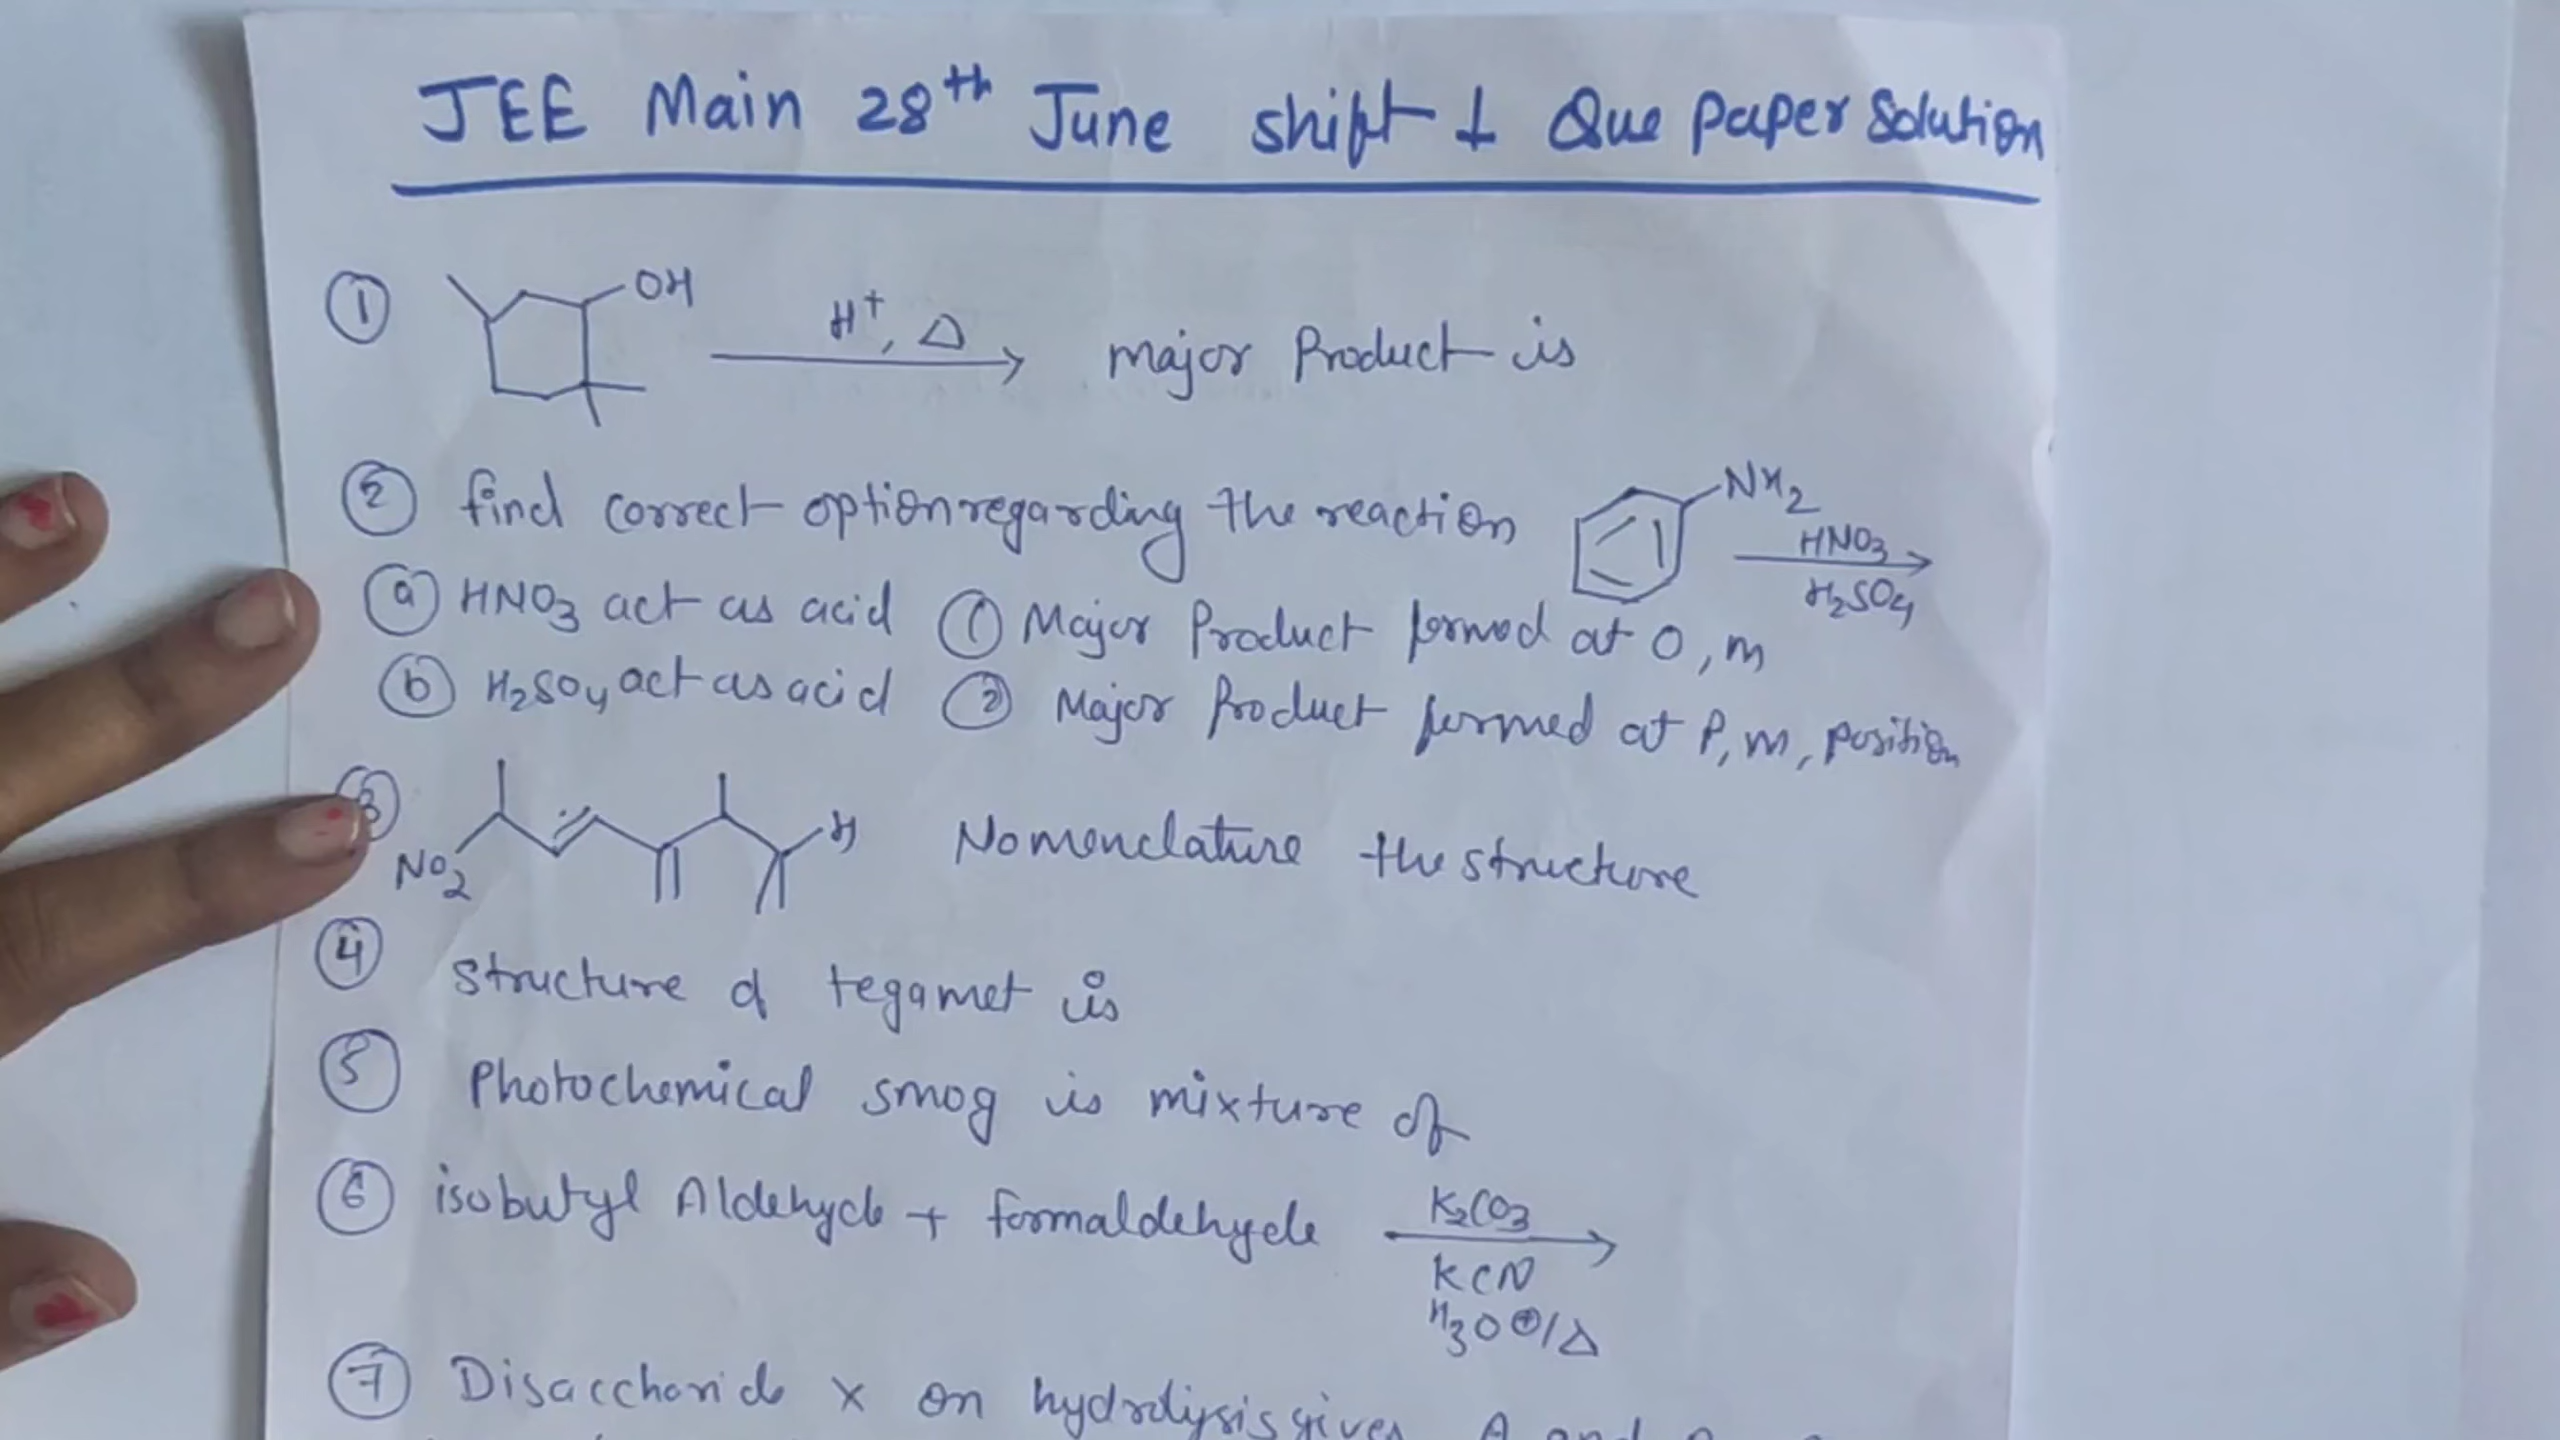 JEE Main 28th June shift 1 Que paper Solution
① OH H+, Δ major Product is
② find correct option regarding the reaction NH2 HNO3 H2SO4
ⓐ HNO3 act as acid ① Major Product formed at O, m
ⓑ H2SO4 act as acid ② Major Product formed at P, m, position
③ NO2 H Nomenclature the structure
④ structure of tegamet is
⑤ Photochemical smog is mixture of
⑥ isobutyl Aldehyde + formaldehyde K2CO3 KCN H3O⊕/Δ
⑦ Disaccharide x on hydrolysis gives A and